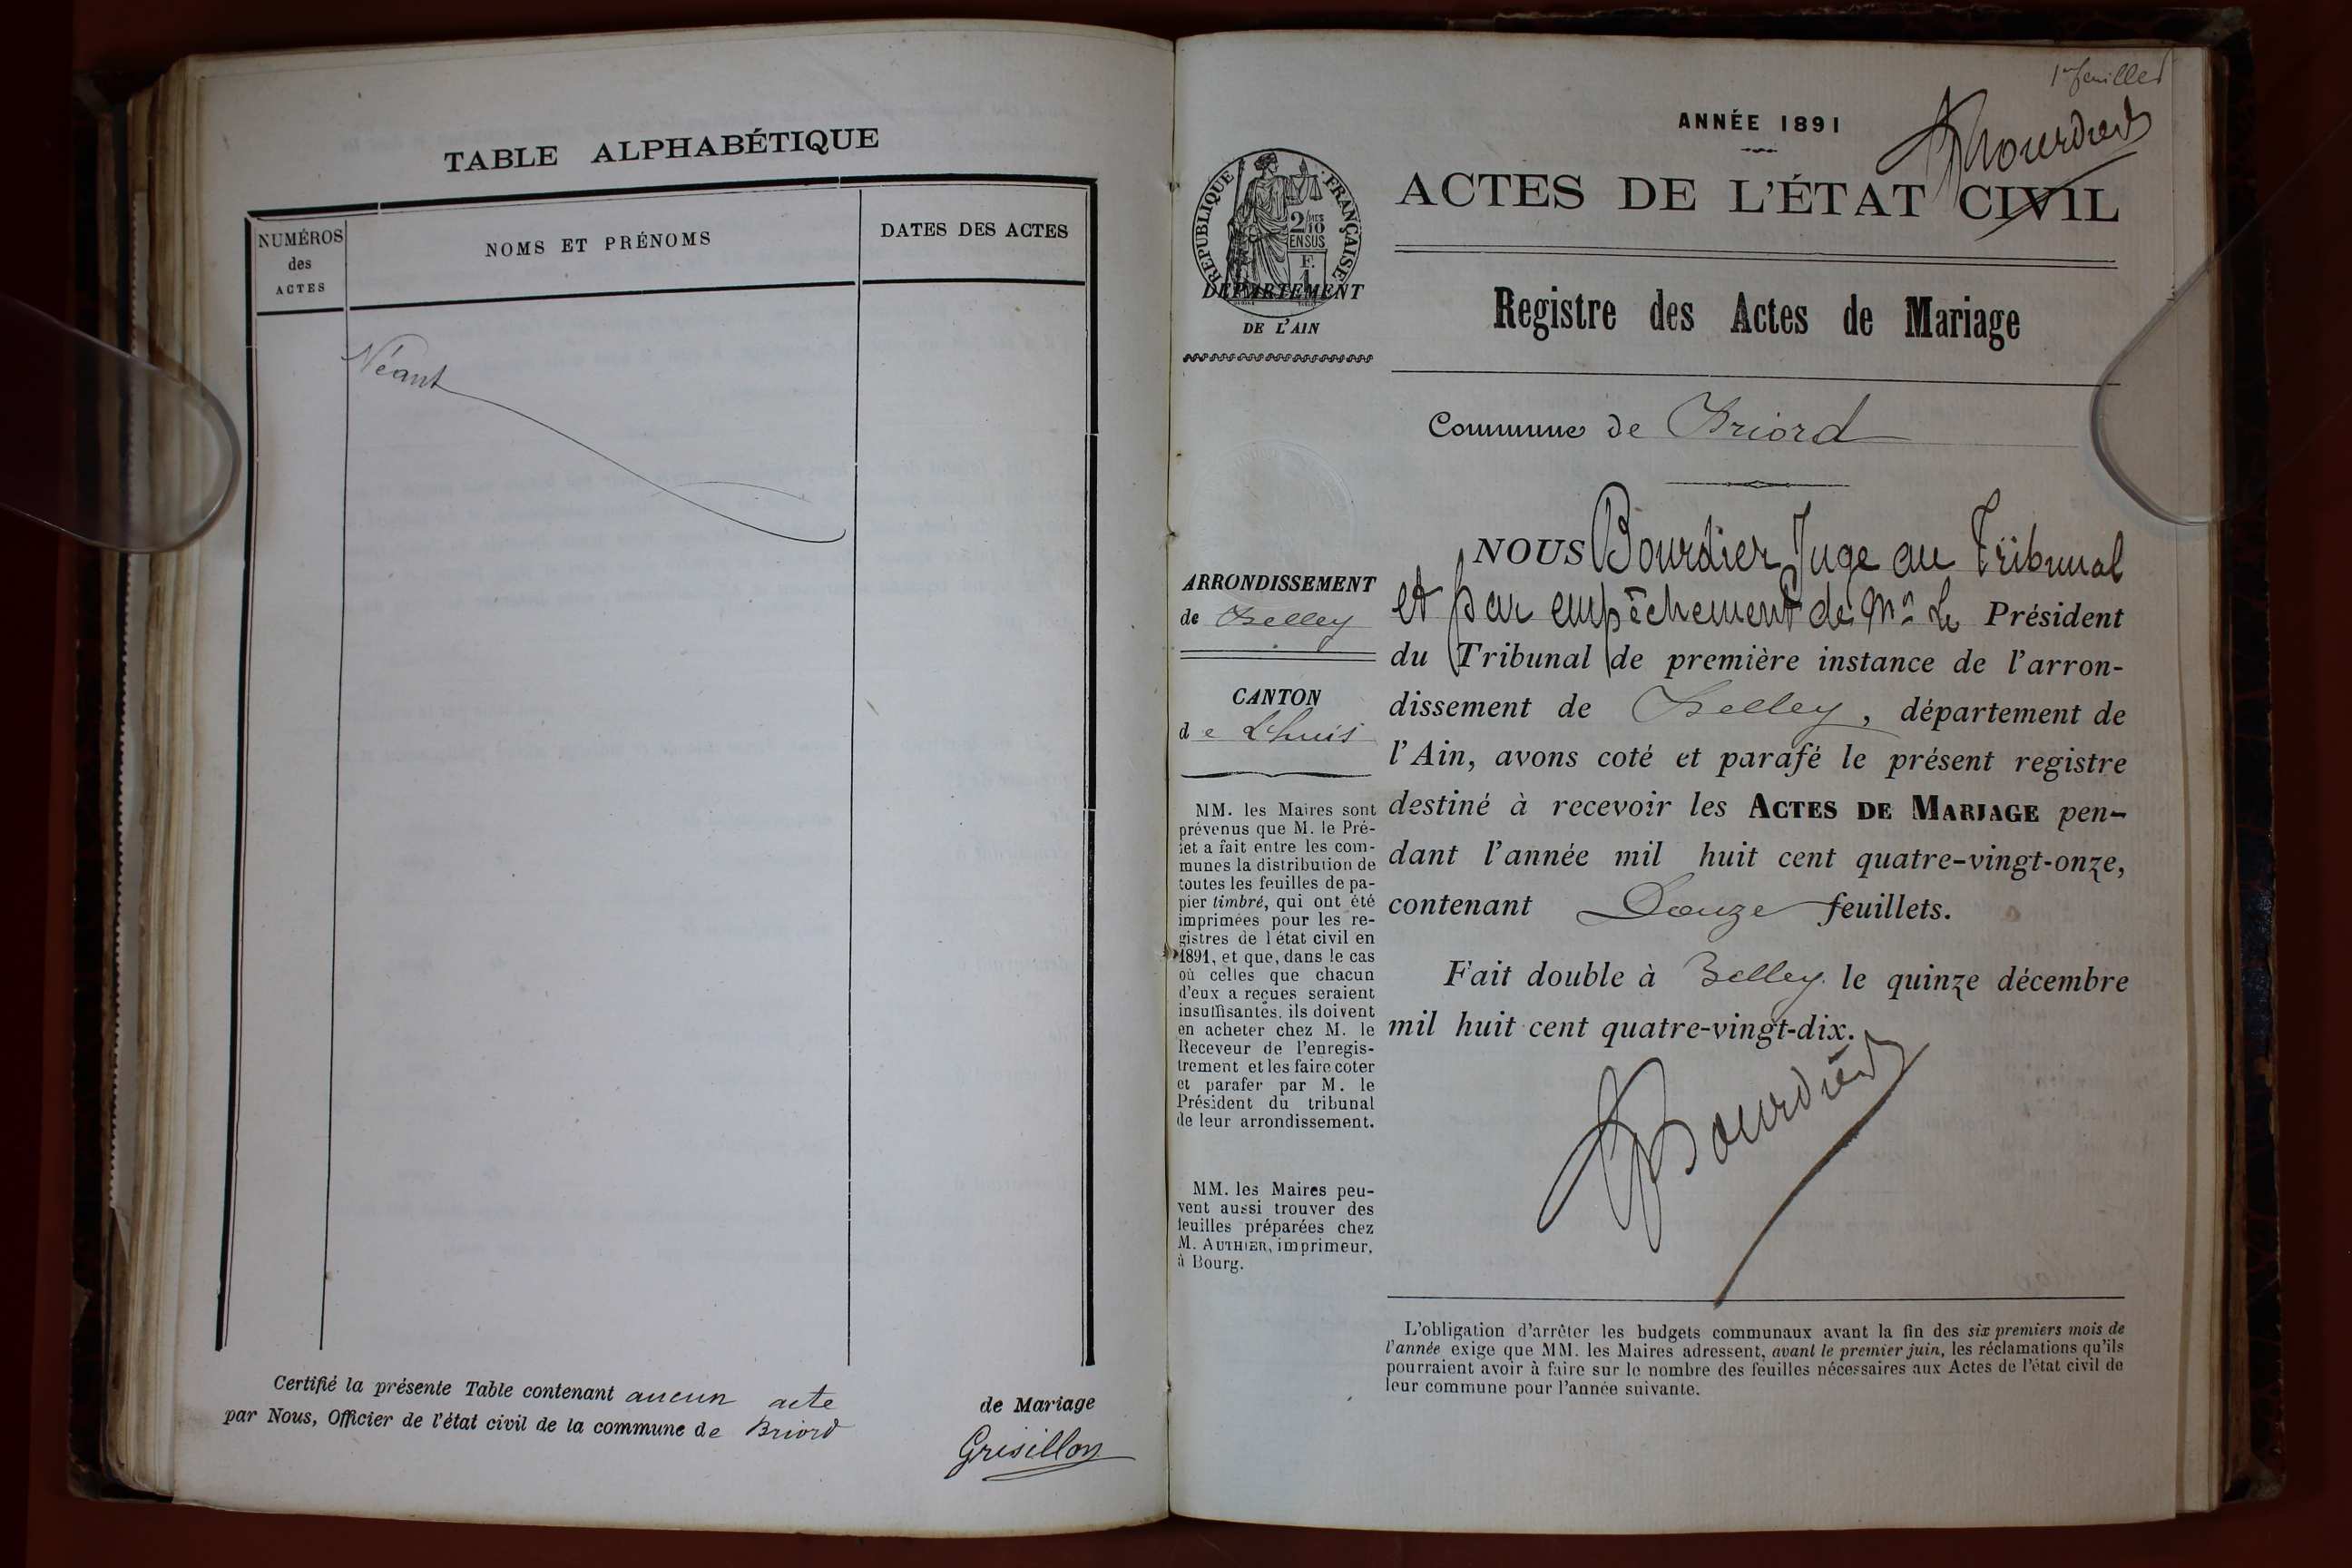 TABLE ALPHABÉTIQUE
NUMÉROS
des
ACTES
NOMS ET PRÉNOMS
DATES DES ACTES
Néant
Certifié la présente Table contenant aucun acte de Mariage
par Nous, Officier de l'état civil de la commune de Briord
Grisillon
1er feuillet
ANNÉE 1891
Bourdier
ACTES DE L'ÉTAT CIVIL
RÉPUBLIQUE FRANÇAISE
2/10 MES
EN SUS
F.
1
DÉPARTEMENT
DE L'AIN
Registre des Actes de Mariage
Commune de Briord
ARRONDISSEMENT
de Belley
CANTON
de Lhuis
MM. les Maires sont
prévenus que M. le Pré-
fet a fait entre les com-
munes la distribution de
toutes les feuilles de pa-
pier timbré, qui ont été
imprimées pour les re-
gistres de l'état civil en
1891, et que, dans le cas
où celles que chacun
d'eux a reçues seraient
insuffisantes, ils doivent
en acheter chez M. le
Receveur de l'enregis-
trement et les faire coter
et parafer par M. le
Président du tribunal
de leur arrondissement.
MM. les Maires peu-
vent aussi trouver des
feuilles préparées chez
M. AUTHIER, imprimeur,
à Bourg.
NOUS Bourdier Juge au Tribunal
et par empêchement de Mr Le Président
du Tribunal de première instance de l'arron-
dissement de Belley, département de
l'Ain, avons coté et parafé le présent registre
destiné à recevoir les ACTES DE MARIAGE pen-
dant l'année mil huit cent quatre-vingt-onze,
contenant Douze feuillets.
Fait double à Belley le quinze décembre
mil huit cent quatre-vingt-dix.
Bourdier
L'obligation d'arrêter les budgets communaux avant la fin des six premiers mois de
l'année exige que MM. les Maires adressent, avant le premier juin, les réclamations qu'ils
pourraient avoir à faire sur le nombre des feuilles nécessaires aux Actes de l'état civil de
leur commune pour l'année suivante.